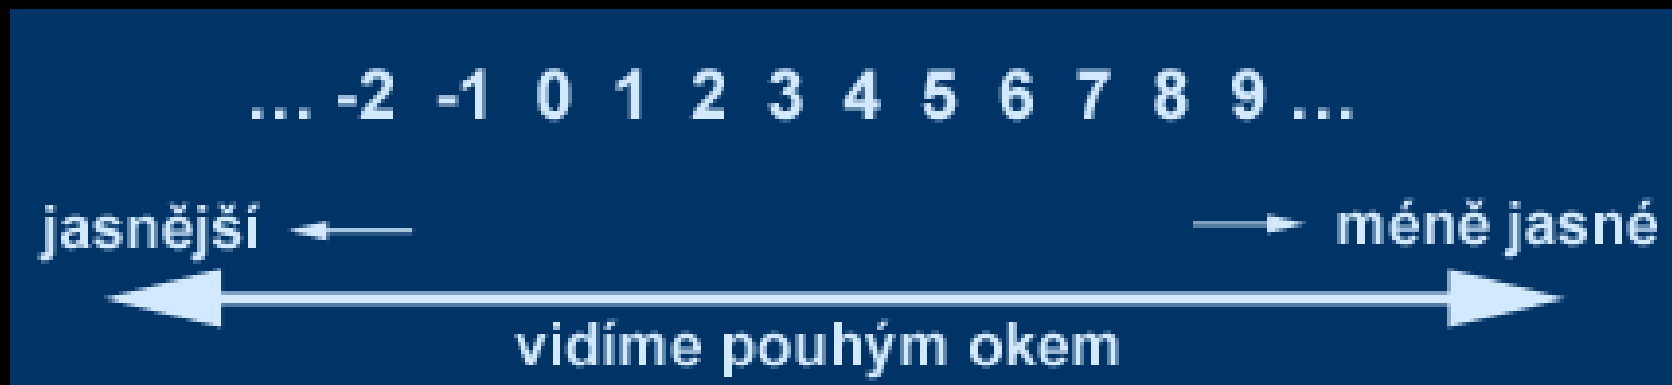 ... -2 -1 0 1 2 3 4 5 6 7 8 9 ...
jasnější méně jasné
vidíme pouhým okem